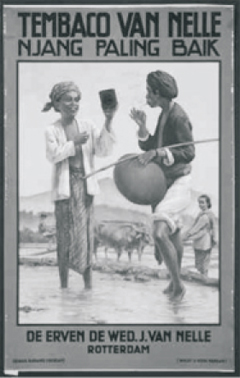 TEMBACO VAN NELLE
NJANG PALING BAIK
DE ERVEN DE WED. J. VAN NELLE
ROTTERDAM